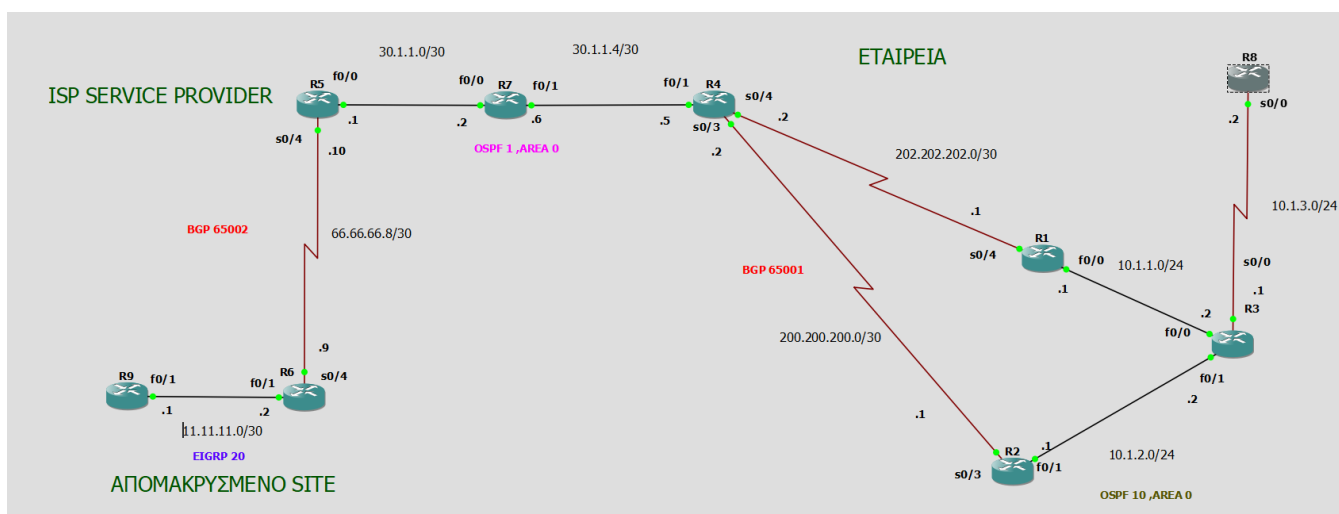 30.1.1.0/30
30.1.1.4/30
ΕΤΑΙΡΕΙΑ
R8
ISP SERVICE PROVIDER
R5
f0/0
f0/0
R7
f0/1
f0/1
R4
s0/4
s0/0
.1
.2
.6
.5
s0/3
.2
.2
s0/4
.10
OSPF 1 ,AREA 0
.2
202.202.202.0/30
10.1.3.0/24
.1
BGP 65002
66.66.66.8/30
R1
s0/4
f0/0
10.1.1.0/24
s0/0
BGP 65001
.1
.1
.2
R3
f0/0
200.200.200.0/30
.9
R9
f0/1
f0/1
R6
s0/4
f0/1
.2
.1
.2
.1
11.11.11.0/30
R2
.1
10.1.2.0/24
EIGRP 20
s0/3
f0/1
ΑΠΟΜΑΚΡΥΣΜΕΝΟ SITE
OSPF 10 ,AREA 0